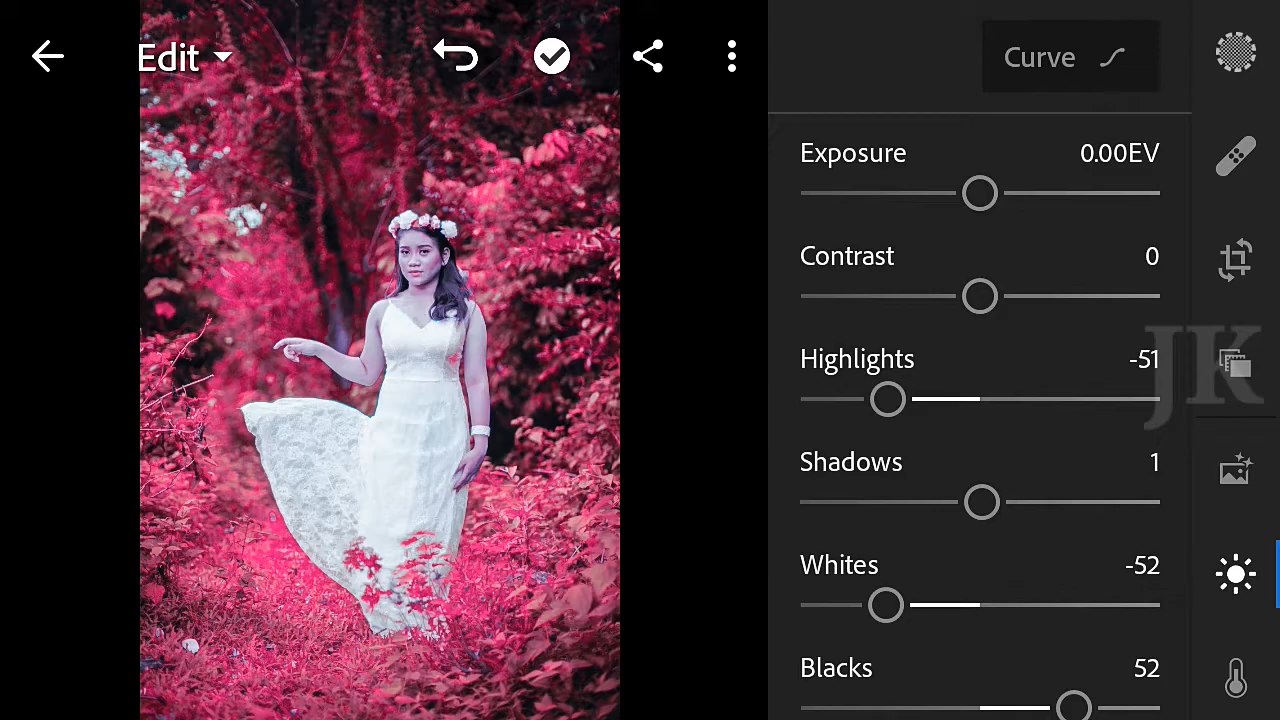 Edit
Curve
Exposure 0.00EV
Contrast 0
Highlights -51
JK
Shadows 1
Whites -52
Blacks 52